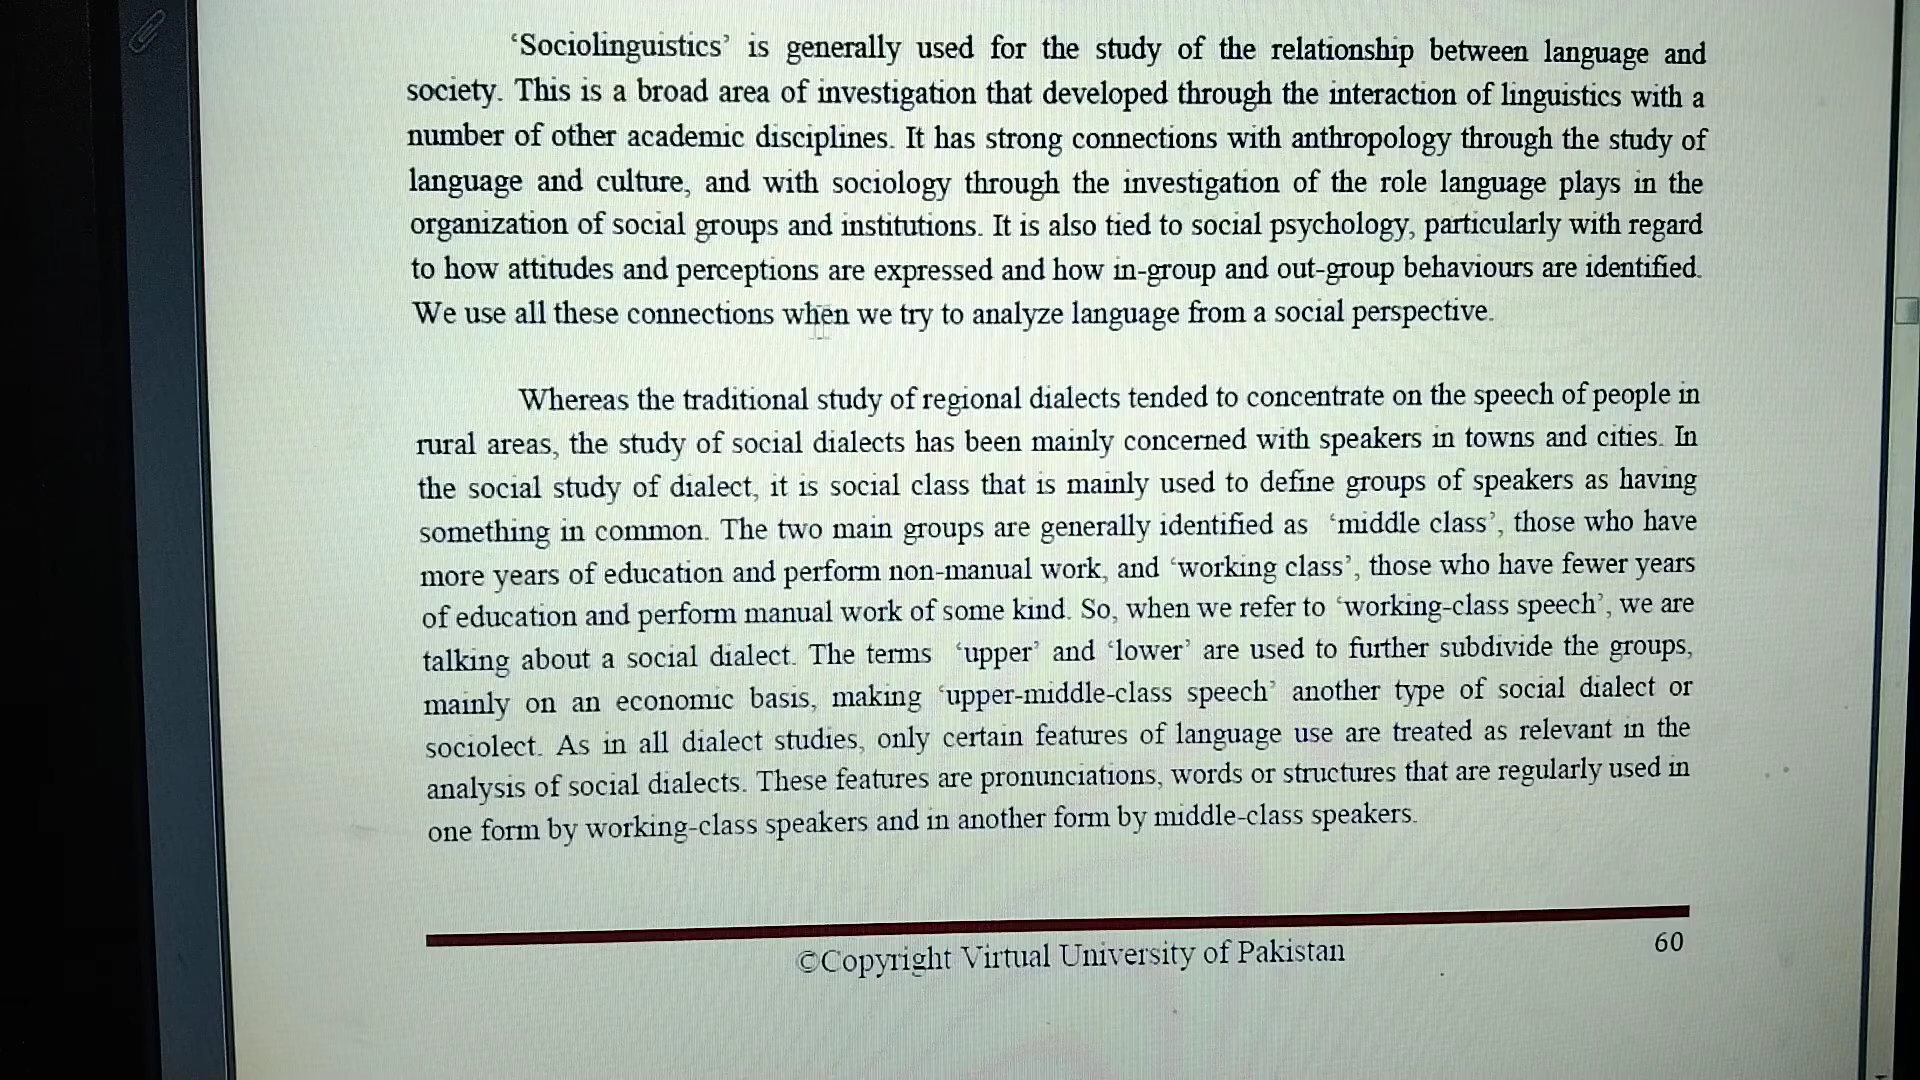 ‘Sociolinguistics’ is generally used for the study of the relationship between language and
society. This is a broad area of investigation that developed through the interaction of linguistics with a
number of other academic disciplines. It has strong connections with anthropology through the study of
language and culture, and with sociology through the investigation of the role language plays in the
organization of social groups and institutions. It is also tied to social psychology, particularly with regard
to how attitudes and perceptions are expressed and how in-group and out-group behaviours are identified.
We use all these connections when we try to analyze language from a social perspective.
Whereas the traditional study of regional dialects tended to concentrate on the speech of people in
rural areas, the study of social dialects has been mainly concerned with speakers in towns and cities. In
the social study of dialect, it is social class that is mainly used to define groups of speakers as having
something in common. The two main groups are generally identified as ‘middle class’, those who have
more years of education and perform non-manual work, and ‘working class’, those who have fewer years
of education and perform manual work of some kind. So, when we refer to ‘working-class speech’, we are
talking about a social dialect. The terms ‘upper’ and ‘lower’ are used to further subdivide the groups,
mainly on an economic basis, making ‘upper-middle-class speech’ another type of social dialect or
sociolect. As in all dialect studies, only certain features of language use are treated as relevant in the
analysis of social dialects. These features are pronunciations, words or structures that are regularly used in
one form by working-class speakers and in another form by middle-class speakers.
©Copyright Virtual University of Pakistan 60